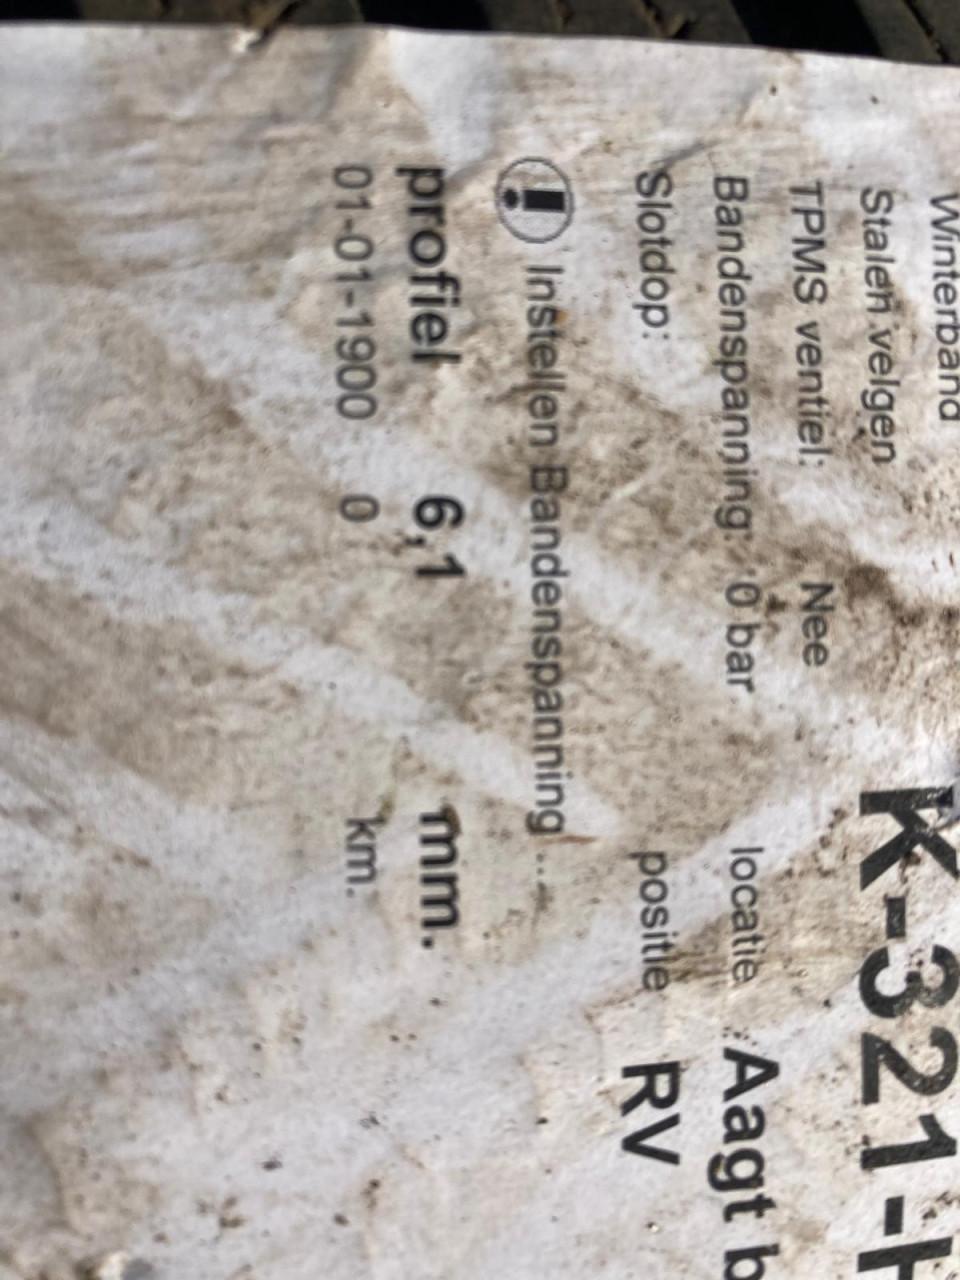 Winterband
Stalen velgen K-321-H
TPMS ventiel: Nee
Bandenspanning: 0 bar locatie Aagt b
Slotdop: positie RV
Instellen Bandenspanning ...
profiel 6,1 mm.
01-01-1900 0 km.